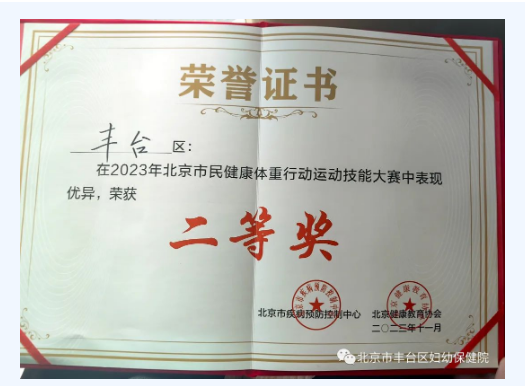 荣誉证书
丰台 区：
在2023年北京市民健康体重行动运动技能大赛中表现
优异，荣获
二等奖
北京市疾病预防控制中心 北京健康教育协会
二〇二三年十一月
北京市丰台区妇幼保健院